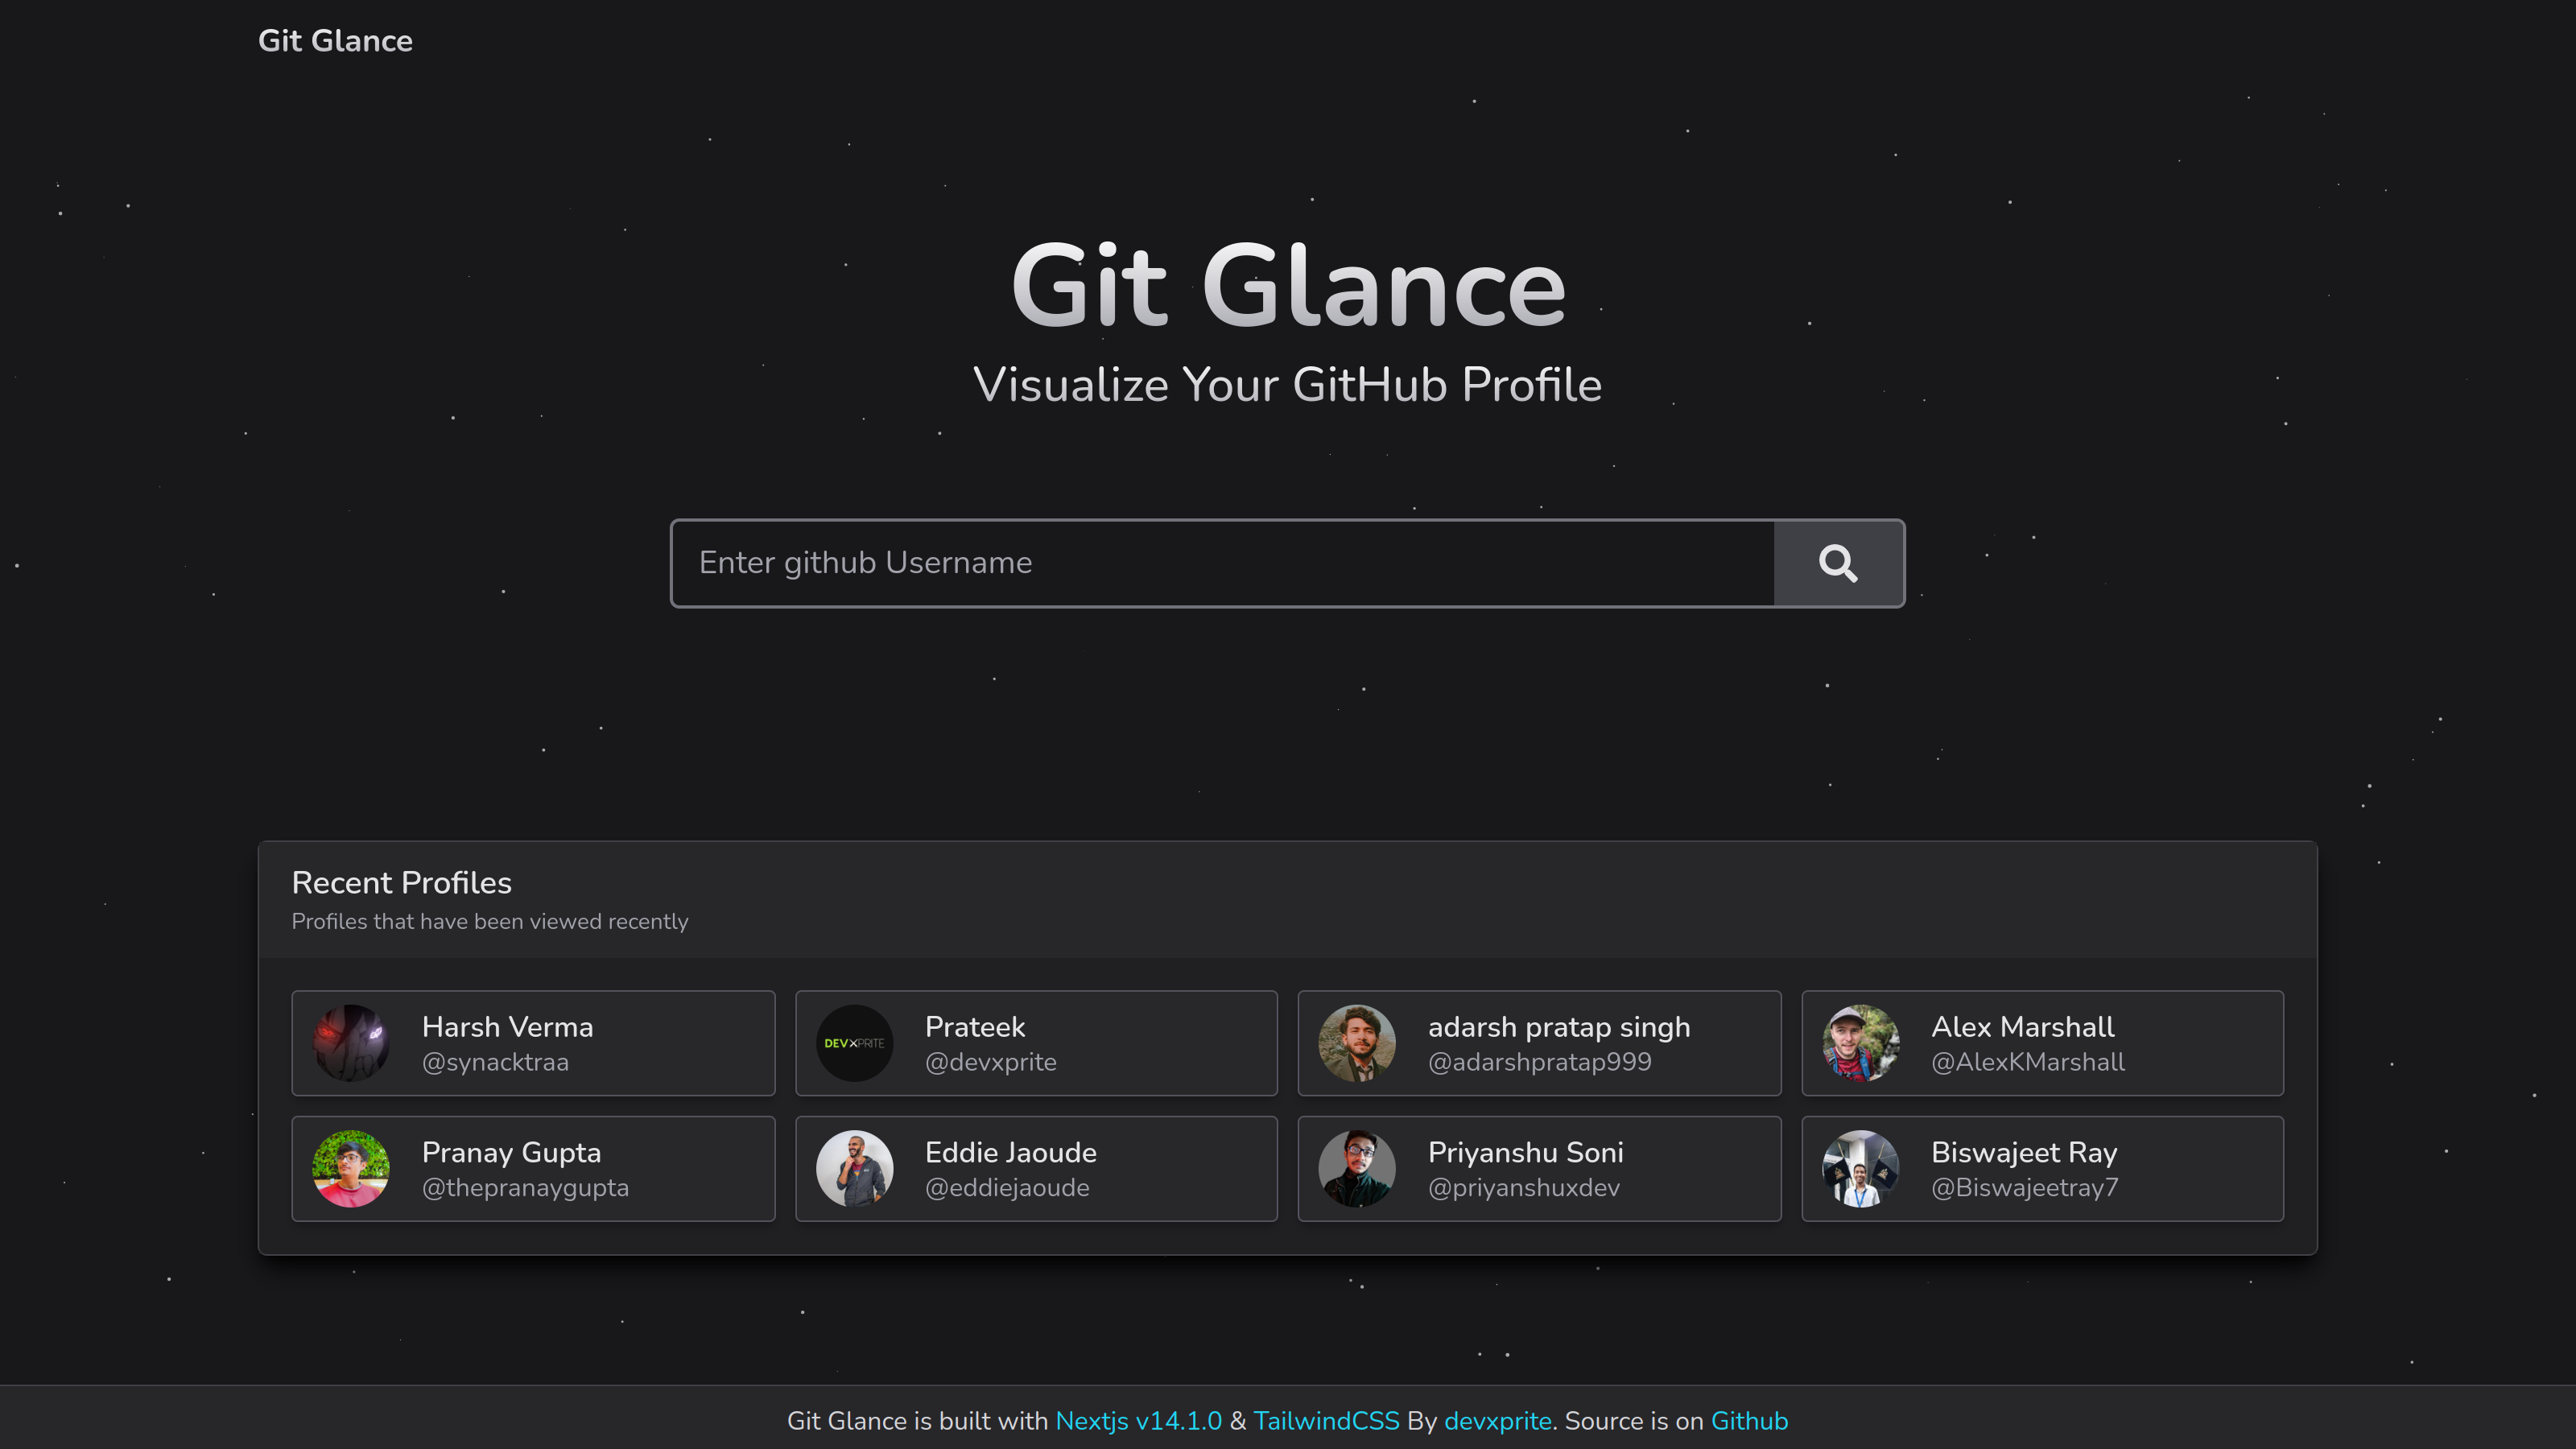 Git Glance
Git Glance
Visualize Your GitHub Profile
Enter github Username
Recent Profiles
Profiles that have been viewed recently
Harsh Verma
@synacktraa
DEVXPRITE
Prateek
@devxprite
adarsh pratap singh
@adarshpratap999
Alex Marshall
@AlexKMarshall
Pranay Gupta
@thepranaygupta
Eddie Jaoude
@eddiejaoude
Priyanshu Soni
@priyanshuxdev
Biswajeet Ray
@Biswajeetray7
Git Glance is built with Nextjs v14.1.0 & TailwindCSS By devxprite. Source is on Github